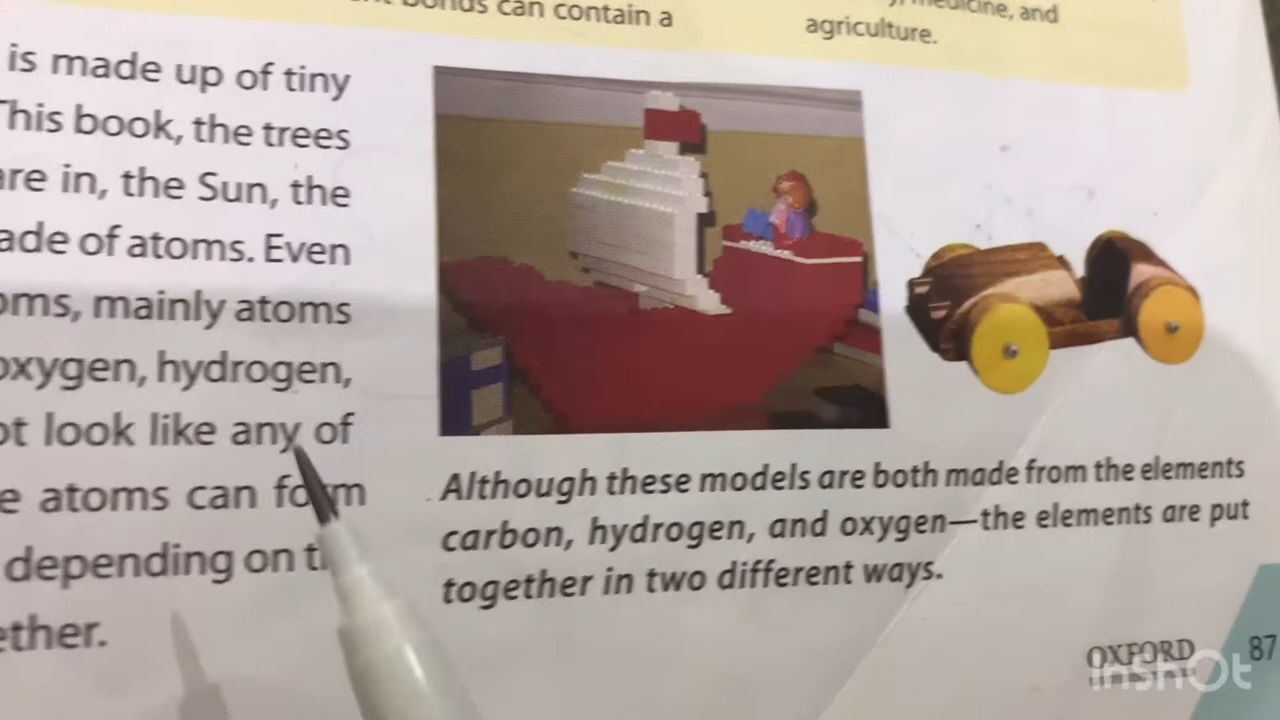 bonds can contain a
medicine, and
agriculture.
is made up of tiny
This book, the trees
are in, the Sun, the
ade of atoms. Even
oms, mainly atoms
oxygen, hydrogen,
ot look like any of
e atoms can form
depending on
ether.
Although these models are both made from the elements
carbon, hydrogen, and oxygen—the elements are put
together in two different ways.
OXFORD 87
InShOt